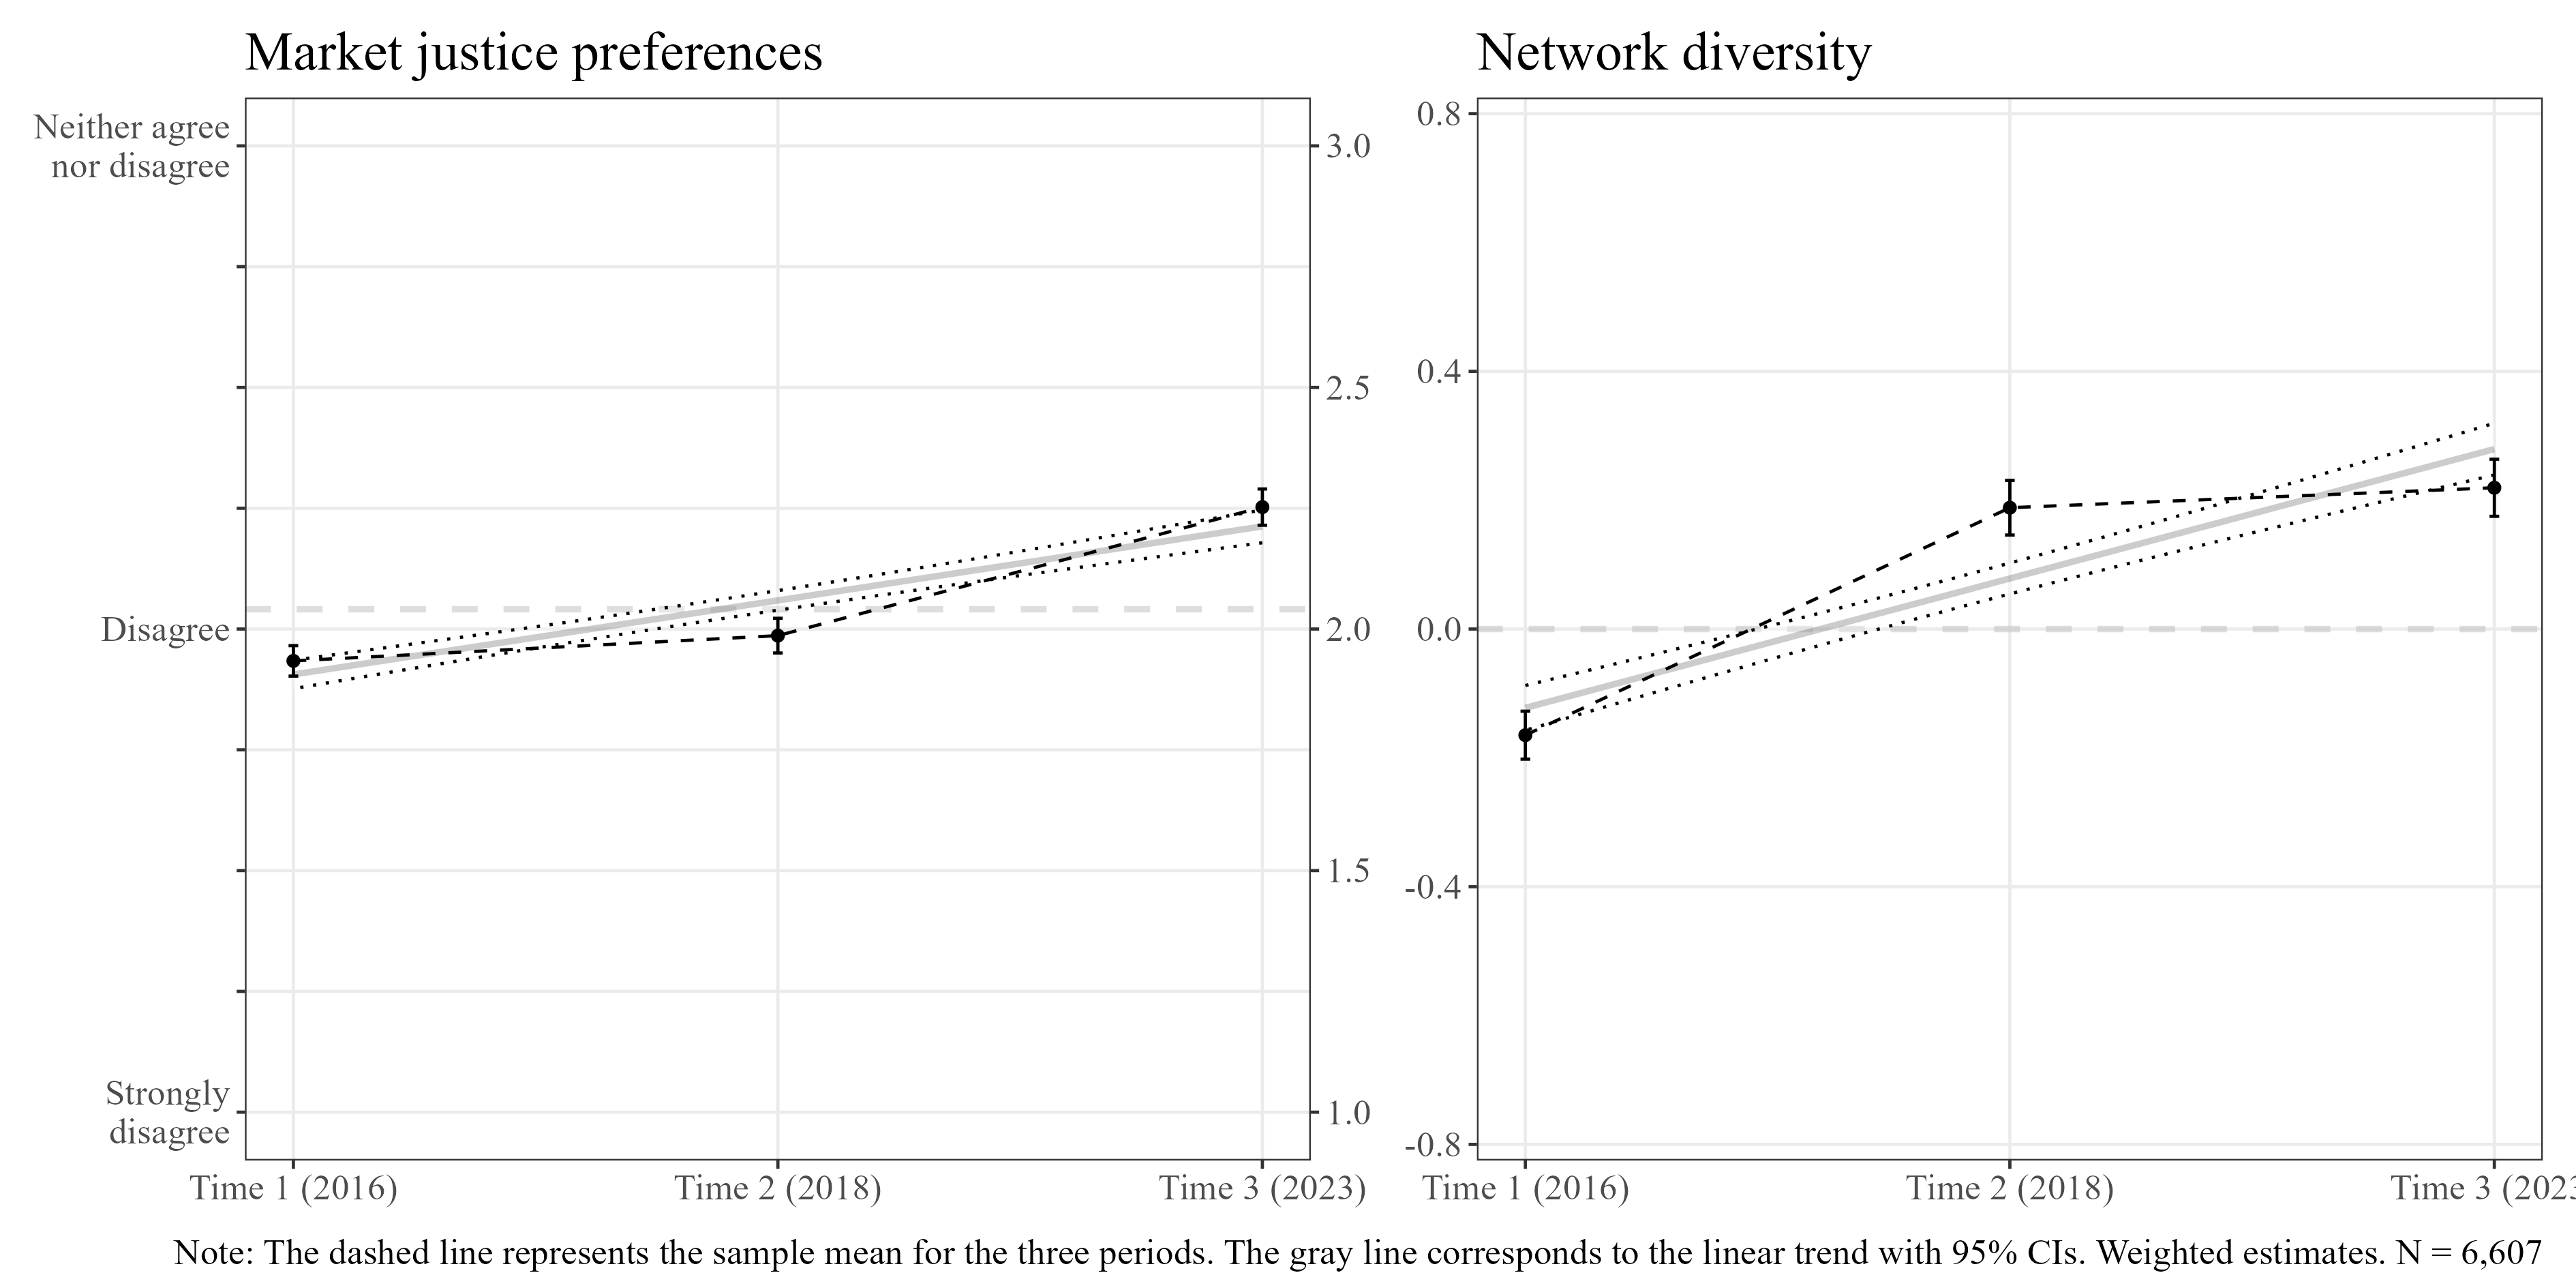 Market justice preferences
Neither agree
nor disagree
Disagree
Strongly
disagree
3.0
2.5
2.0
1.5
1.0
Time 1 (2016)
Time 2 (2018)
Time 3 (2023)
Network diversity
0.8
0.4
0.0
-0.4
-0.8
Time 1 (2016)
Time 2 (2018)
Time 3 (2023
Note: The dashed line represents the sample mean for the three periods. The gray line corresponds to the linear trend with 95% CIs. Weighted estimates. N = 6,607